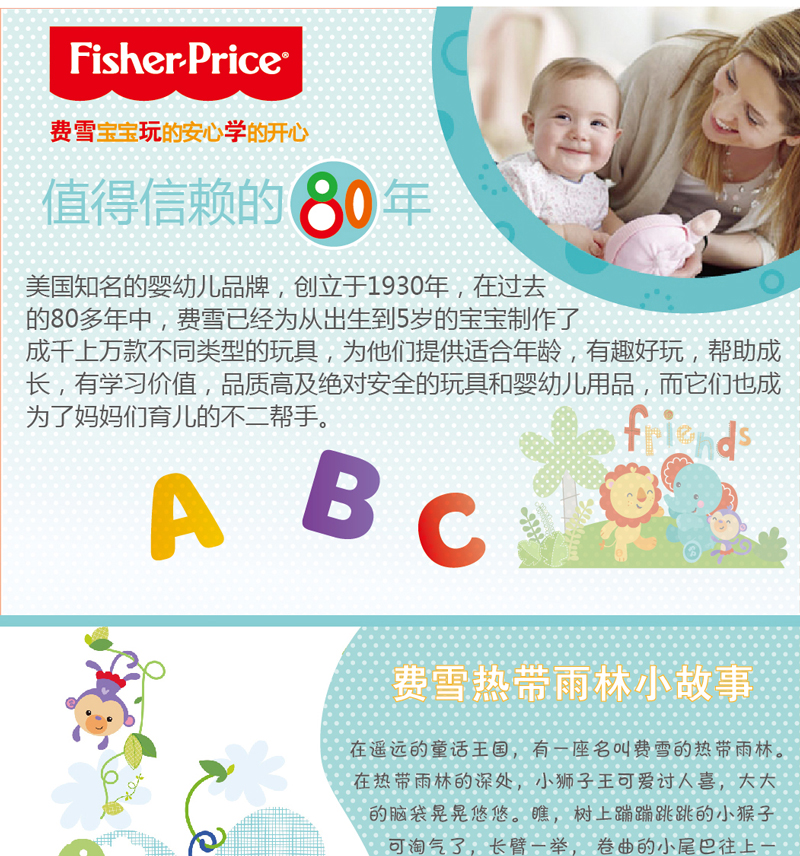 Fisher-Price®
费雪宝宝玩的安心学的开心
值得信赖的80年
美国知名的婴幼儿品牌，创立于1930年，在过去
的80多年中，费雪已经为从出生到5岁的宝宝制作了
成千上万款不同类型的玩具，为他们提供适合年龄，有趣好玩，帮助成
长，有学习价值，品质高及绝对安全的玩具和婴幼儿用品，而它们也成
为了妈妈们育儿的不二帮手。
friends
A B C
费雪热带雨林小故事
在遥远的童话王国，有一座名叫费雪的热带雨林。
在热带雨林的深处，小狮子王可爱讨人喜，大大
的脑袋晃晃悠悠。瞧，树上蹦蹦跳跳的小猴子
可淘气了，长臂一举，卷曲的小尾巴往上一